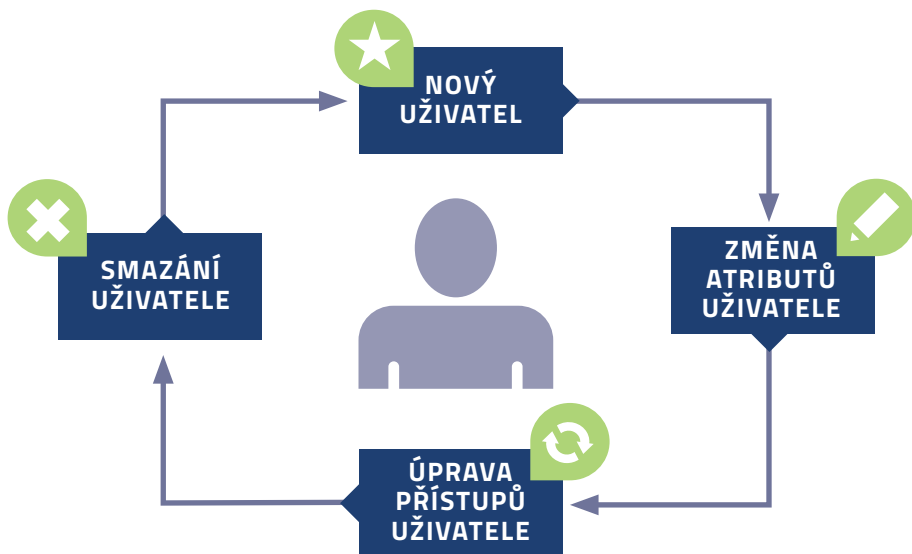 NOVÝ
UŽIVATEL
ZMĚNA
ATRIBUTŮ
UŽIVATELE
ÚPRAVA
PŘÍSTUPŮ
UŽIVATELE
SMAZÁNÍ
UŽIVATELE